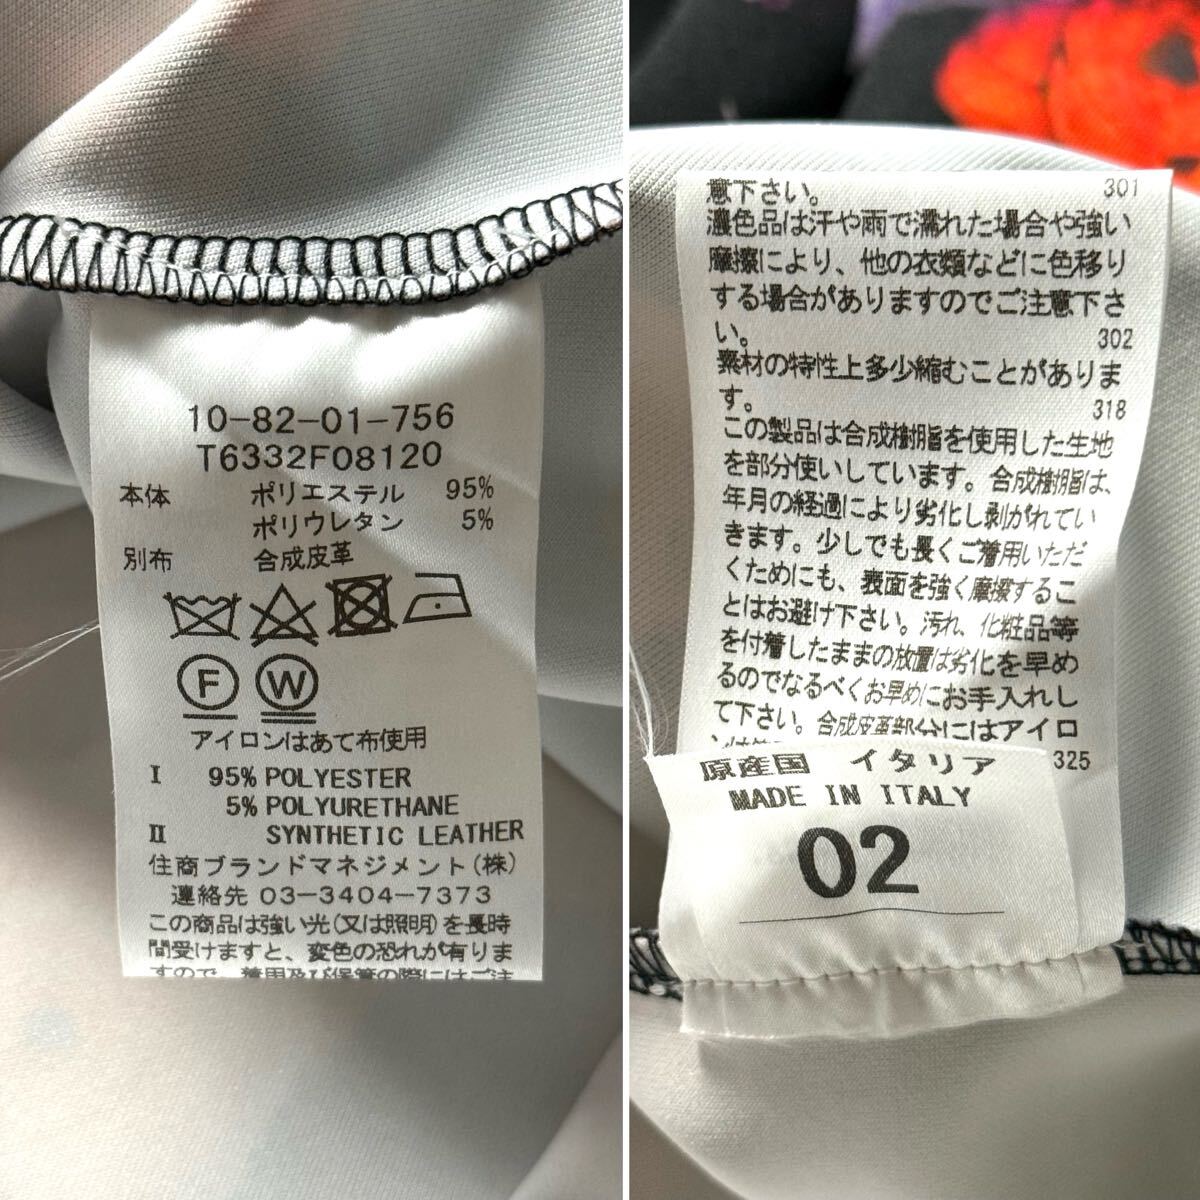 10-82-01-756
T6332F08120
本体 ポリエステル 95%
ポリウレタン 5%
別布 合成皮革
F W
アイロンはあて布使用
I 95% POLYESTER
5% POLYURETHANE
II SYNTHETIC LEATHER
住商ブランドマネジメント(株)
連絡先 03-3404-7373
この商品は強い光(又は照明)を長時
間受けますと、変色の恐れが有りま
すので、着用及び保管の際にはご注
意下さい。 301
濃色品は汗や雨で濡れた場合や強い
摩擦により、他の衣類などに色移り
する場合がありますのでご注意下さ
い。 302
素材の特性上多少縮むことがありま
す。 318
この製品は合成樹脂を使用した生地
を部分使いしています。合成樹脂は、
年月の経過により劣化し剥がれてい
きます。少しでも長くご着用いただ
くためにも、表面を強く摩擦するこ
とはお避け下さい。汚れ、化粧品等
を付着したままの放置は劣化を早め
るのでなるべくお早めにお手入れし
て下さい。合成皮革部分にはアイロ
325
原産国 イタリア
MADE IN ITALY
02